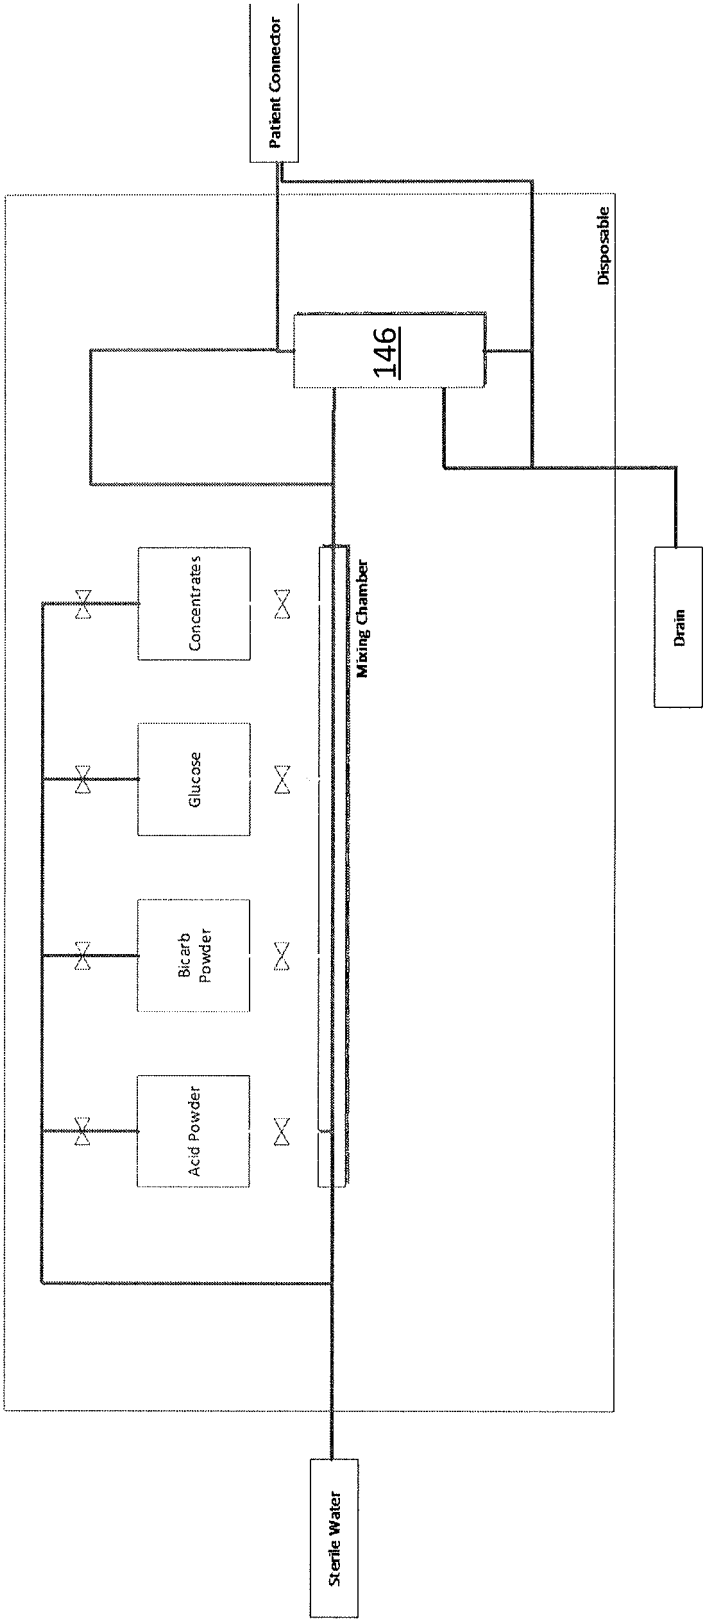 Sterile Water
Acid Powder
Bicarb
Powder
Glucose
Concentrates
Mixing Chamber
146
Patient Connector
Disposable
Drain